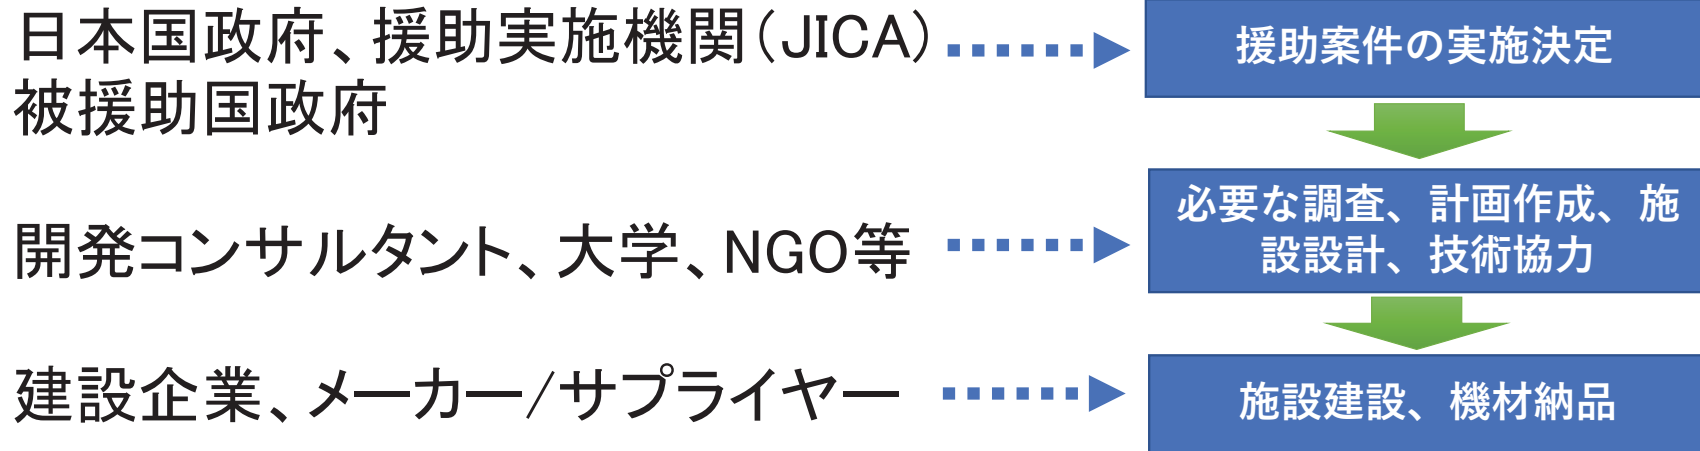 日本国政府、援助実施機関（JICA）
被援助国政府
援助案件の実施決定
開発コンサルタント、大学、NGO等
必要な調査、計画作成、施
設設計、技術協力
建設企業、メーカー/サプライヤー
施設建設、機材納品